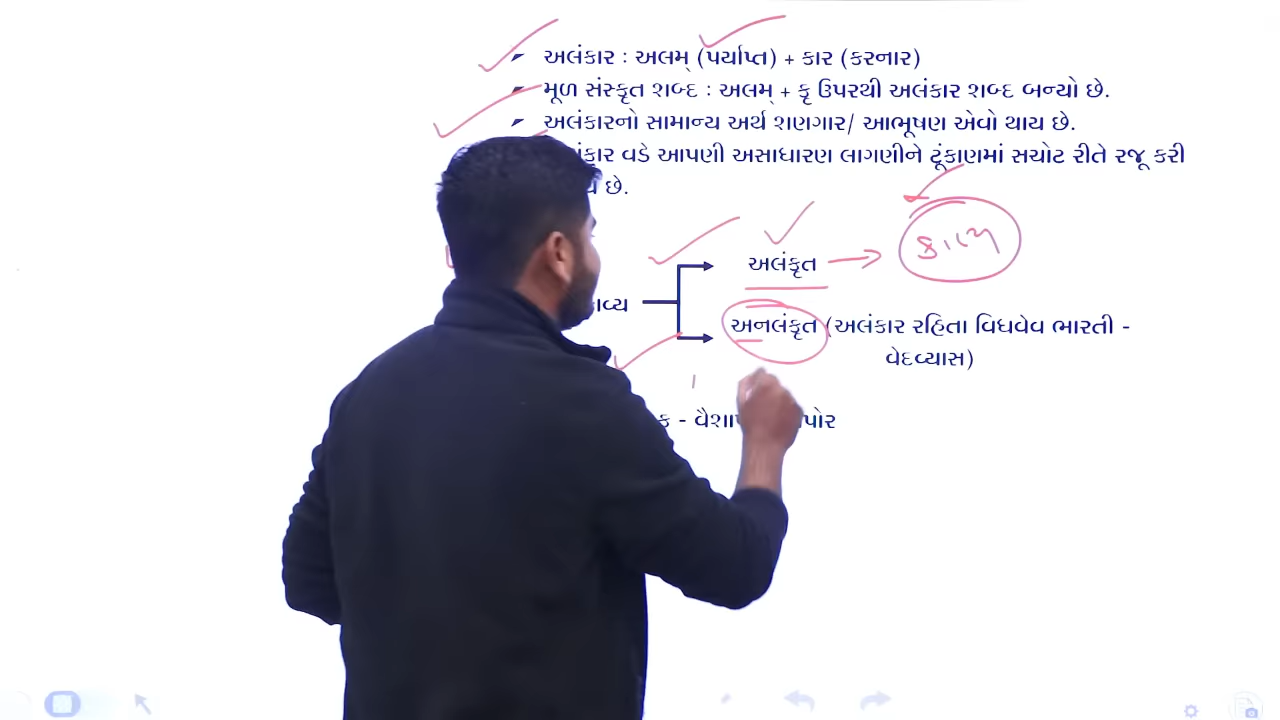 અલંકાર : અલમ્ (પર્યાપ્ત) + કાર (કરનાર)
મૂળ સંસ્કૃત શબ્દ : અલમ્ + કૃ ઉપરથી અલંકાર શબ્દ બન્યો છે.
અલંકારનો સામાન્ય અર્થ શણગાર/ આભૂષણ એવો થાય છે.
વડે આપણી અસાધારણ લાગણીને ટૂંકાણમાં સચોટ રીતે રજૂ કરી
છે.
અલંકૃત
કાવ્ય
અનલંકૃત (અલંકાર રહિતા વિધવેવ ભારતી -
વેદવ્યાસ)